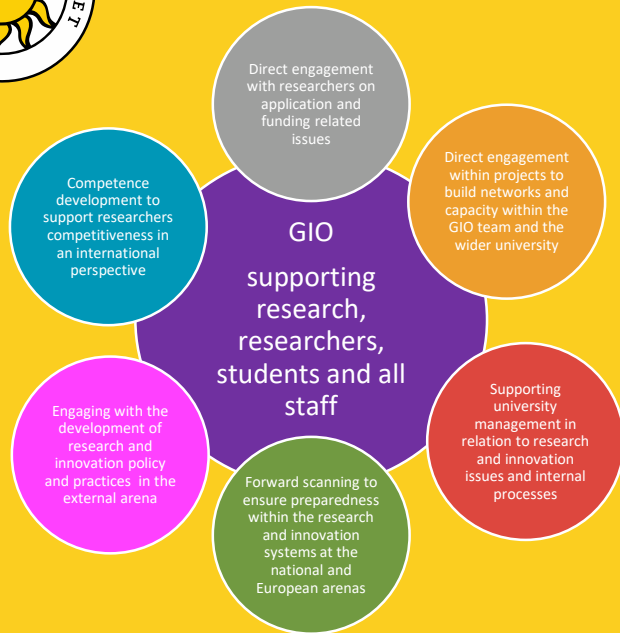 ET
Direct engagement
with researchers on
application and
funding related
issues
Direct engagement
within projects to
build networks and
capacity within the
GIO team and the
wider university
Supporting
university
management in
relation to research
and innovation
issues and internal
processes
Forward scanning to
ensure preparedness
within the research
and innovation
systems at the
national and
European arenas
Engaging with the
development of
research and
innovation policy
and practices in the
external arena
Competence
development to
support researchers
competitiveness in
an international
perspective
GIO
supporting
research,
researchers,
students and all
staff